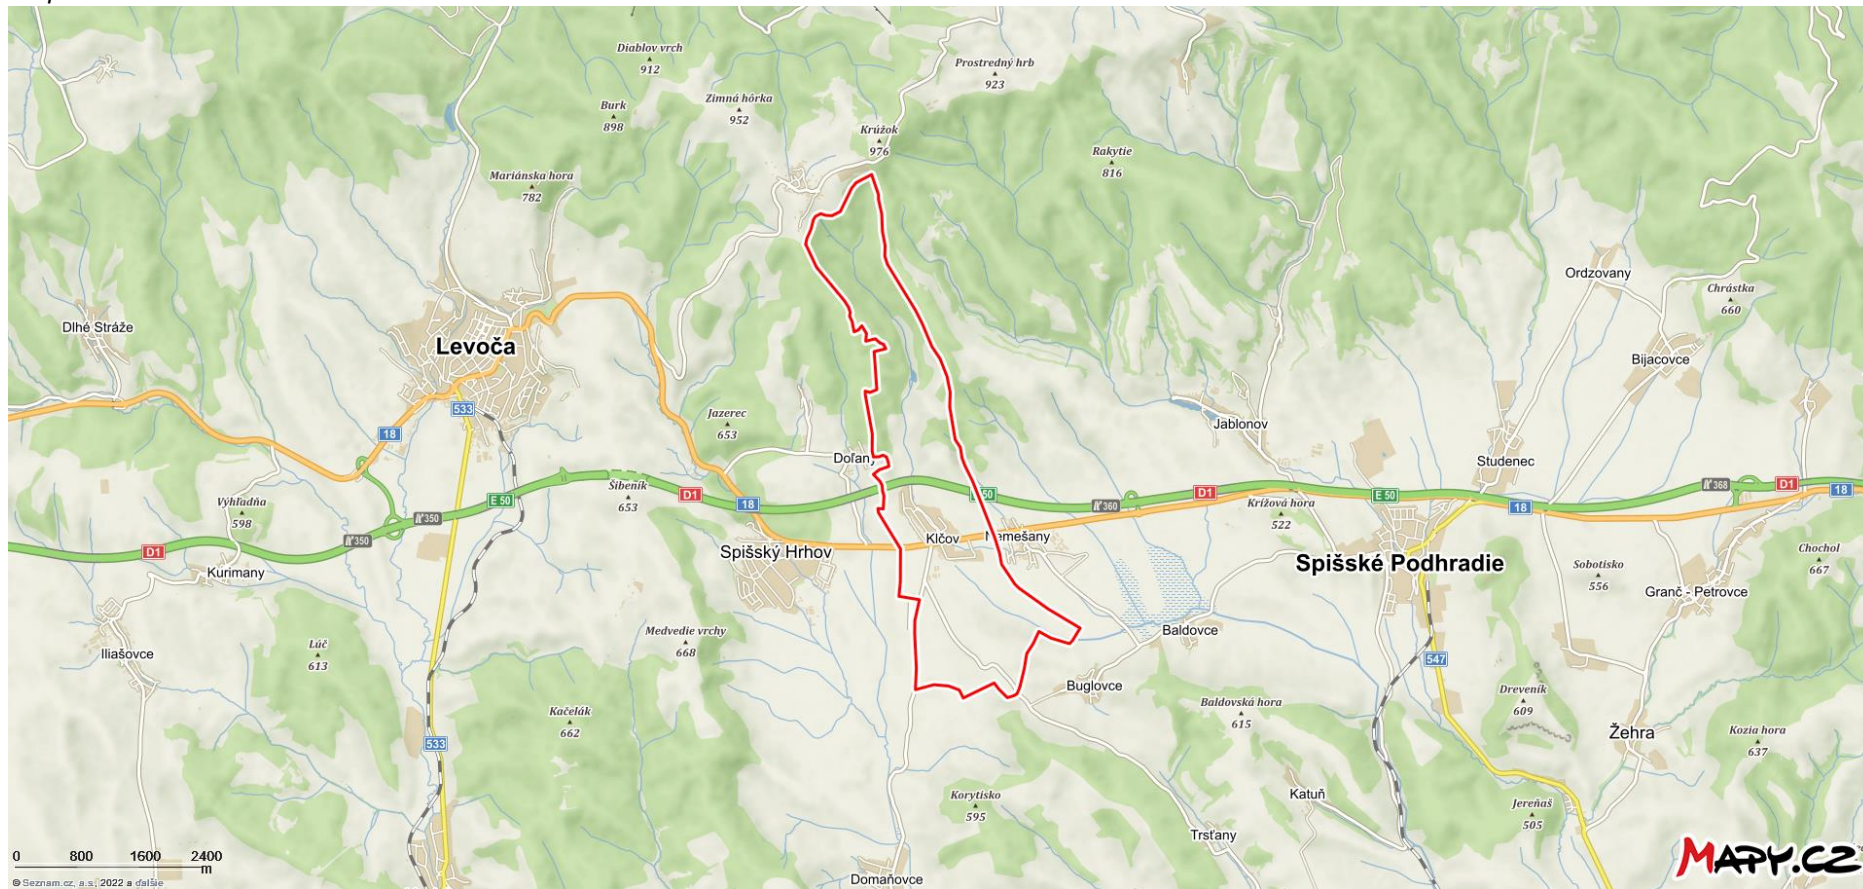 Diablov vrch
912
Prostredný hrb
923
Burk
898
Zimná hôrka
952
Krúžok
976
Rakytie
816
Mariánska hora
782
Ordzovany
Chrástka
660
Dlhé Stráže
Levoča
Bijacovce
533
18
Jazerec
653
Jablonov
Doľany
Studenec
Výhľadňa
598
350
E 50
Šibeník
653
D1
18
E 50
360
D1
Krížová hora
522
E 50
18
368
D1
18
D1
350
Kurimany
Spišský Hrhov
Klčov
Nemešany
Spišské Podhradie
Sobotisko
556
Chochol
667
Granč - Petrovce
Iliašovce
Lúč
613
Medvedie vrchy
668
Baldovce
547
Buglovce
Baldovská hora
615
Dreveník
609
Kačelák
662
533
Žehra
Kozia hora
637
Korytisko
595
Katuň
Jereňaš
505
Trsťany
Domaňovce
0 800 1600 2400
m
© Seznam.cz, a.s., 2022 a ďalšie
MAPY.CZ